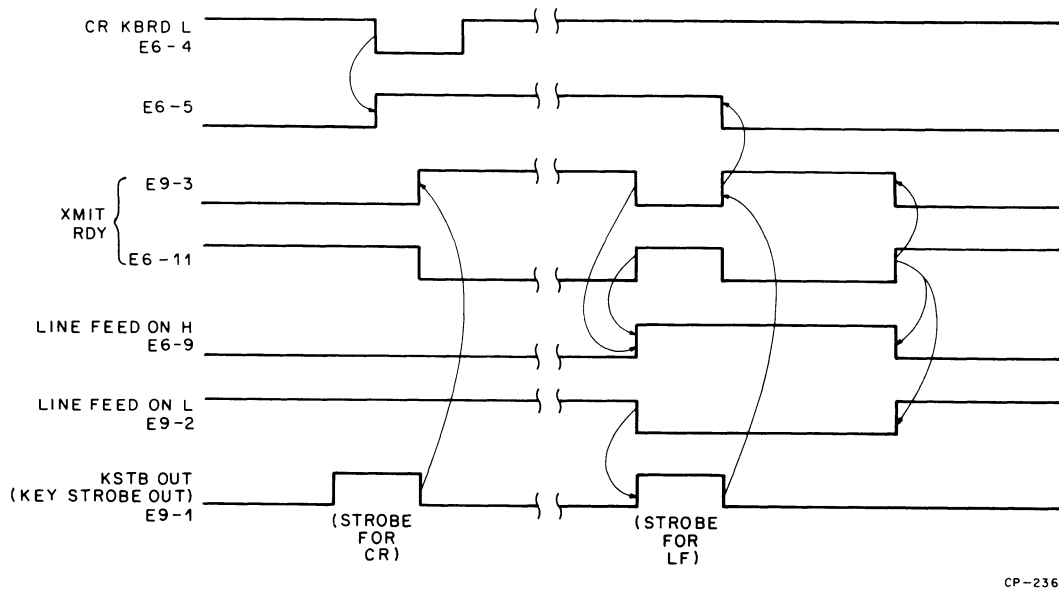 CR KBRD L
E6-4
E6-5
XMIT
RDY
E9-3
E6-11
LINE FEED ON H
E6-9
LINE FEED ON L
E9-2
KSTB OUT
(KEY STROBE OUT)
E9-1
(STROBE
FOR
CR)
(STROBE
FOR
LF)
CP-236